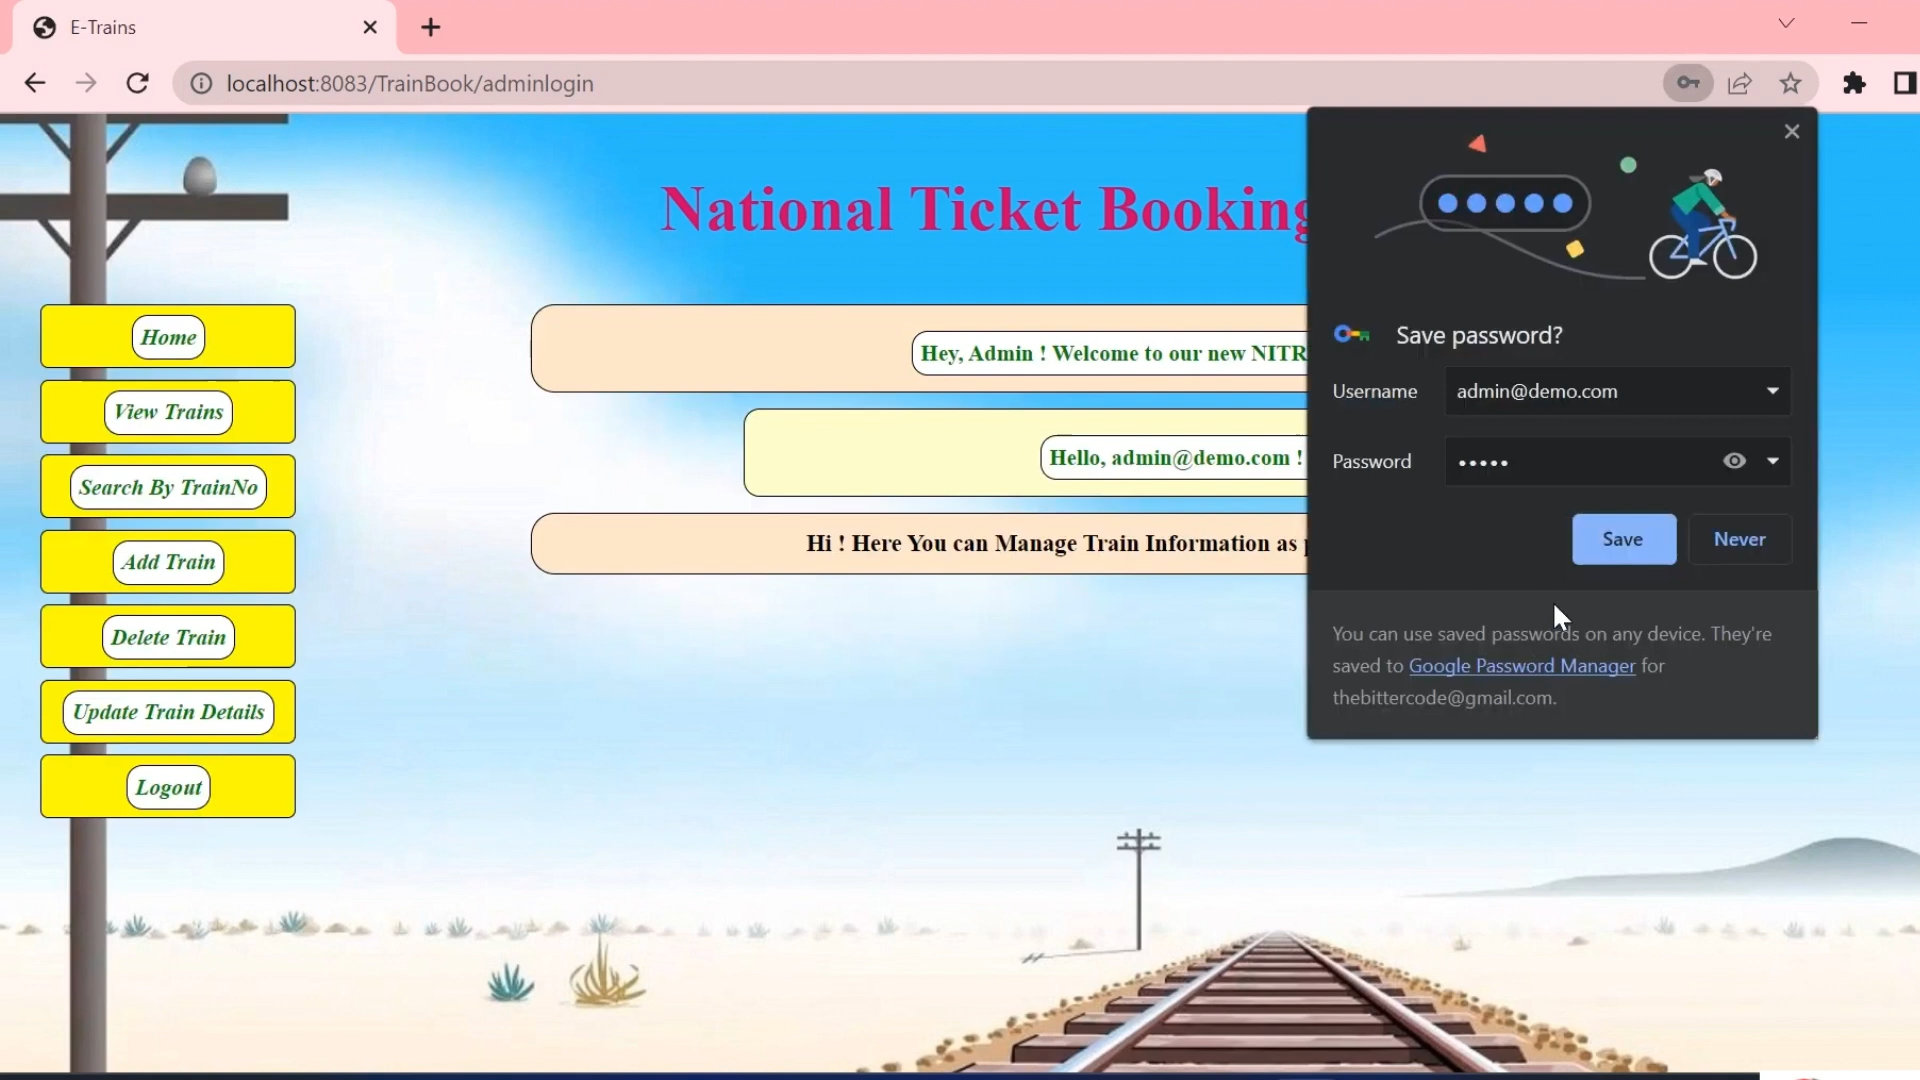 E-Trains
localhost:8083/TrainBook/adminlogin
National Ticket Booking
Home
View Trains
Search By TrainNo
Add Train
Delete Train
Update Train Details
Logout
Hey, Admin ! Welcome to our new NITR
Hello, admin@demo.com !
Hi ! Here You can Manage Train Information as
Save password?
Username admin@demo.com
Password •••••
Save Never
You can use saved passwords on any device. They're
saved to Google Password Manager for
thebittercode@gmail.com.